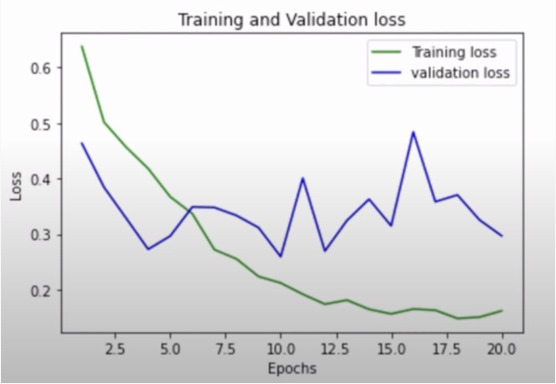 Training and Validation loss
Training loss
validation loss
Loss
0.6
0.5
0.4
0.3
0.2
2.5 5.0 7.5 10.0 12.5 15.0 17.5 20.0
Epochs